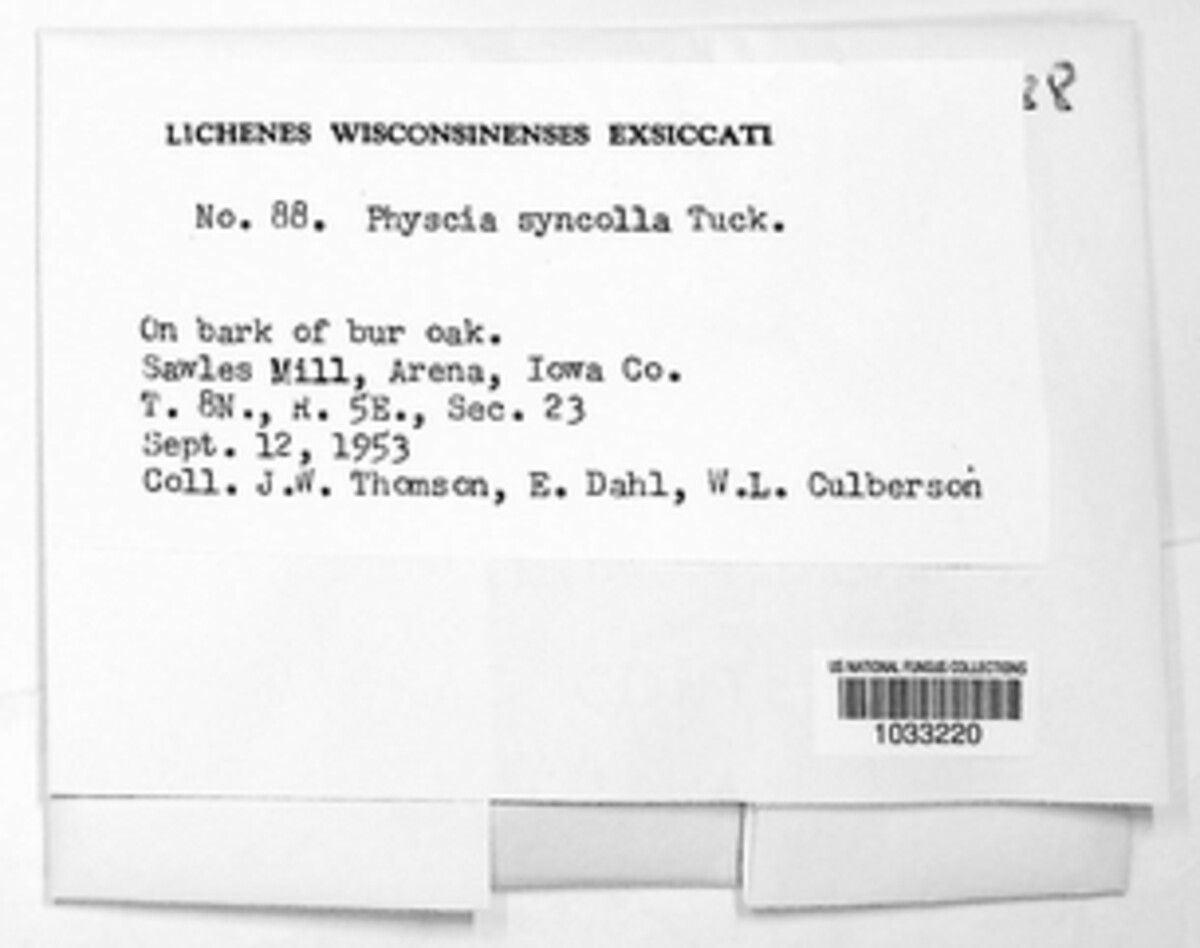 LICHENES WISCONSINENSES EXSICCATI
No. 88. Physcia syncolla Tuck.
On bark of bur oak.
Sawles Mill, Arena, Iowa Co.
T. 8N., R. 5E., Sec. 23
Sept. 12, 1953
Coll. J.W. Thomson, E. Dahl, W.L. Culberson
US NATIONAL FUNGUS COLLECTIONS
1033220